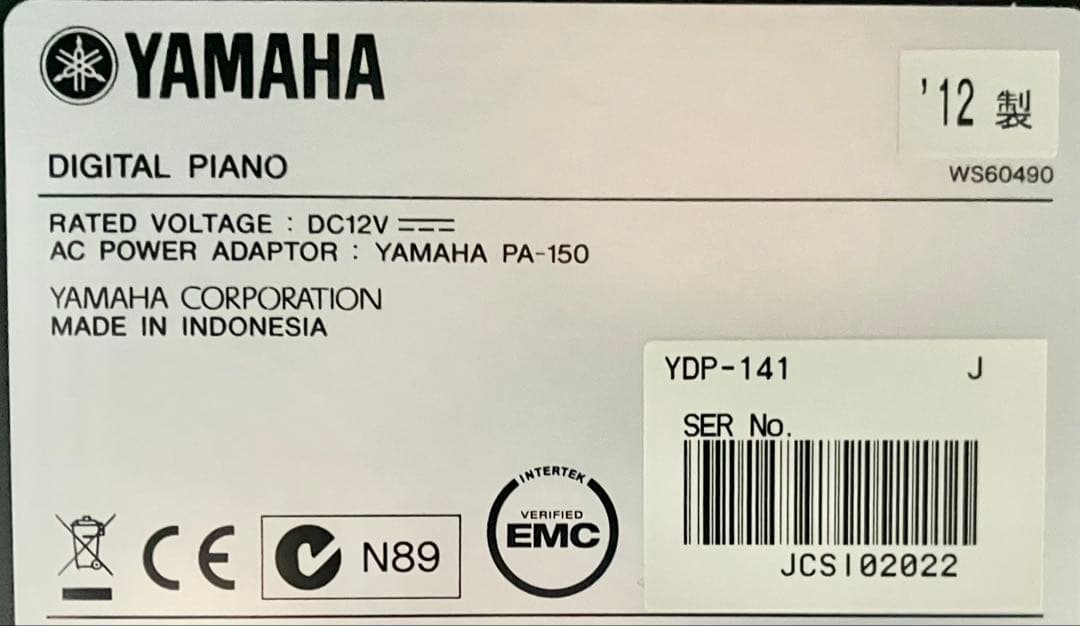 YAMAHA
'12 製
DIGITAL PIANO
WS60490
RATED VOLTAGE : DC12V
AC POWER ADAPTOR : YAMAHA PA-150
YAMAHA CORPORATION
MADE IN INDONESIA
YDP-141 J
SER No.
JCSI02022
INTERTEK
VERIFIED
EMC
CE
N89